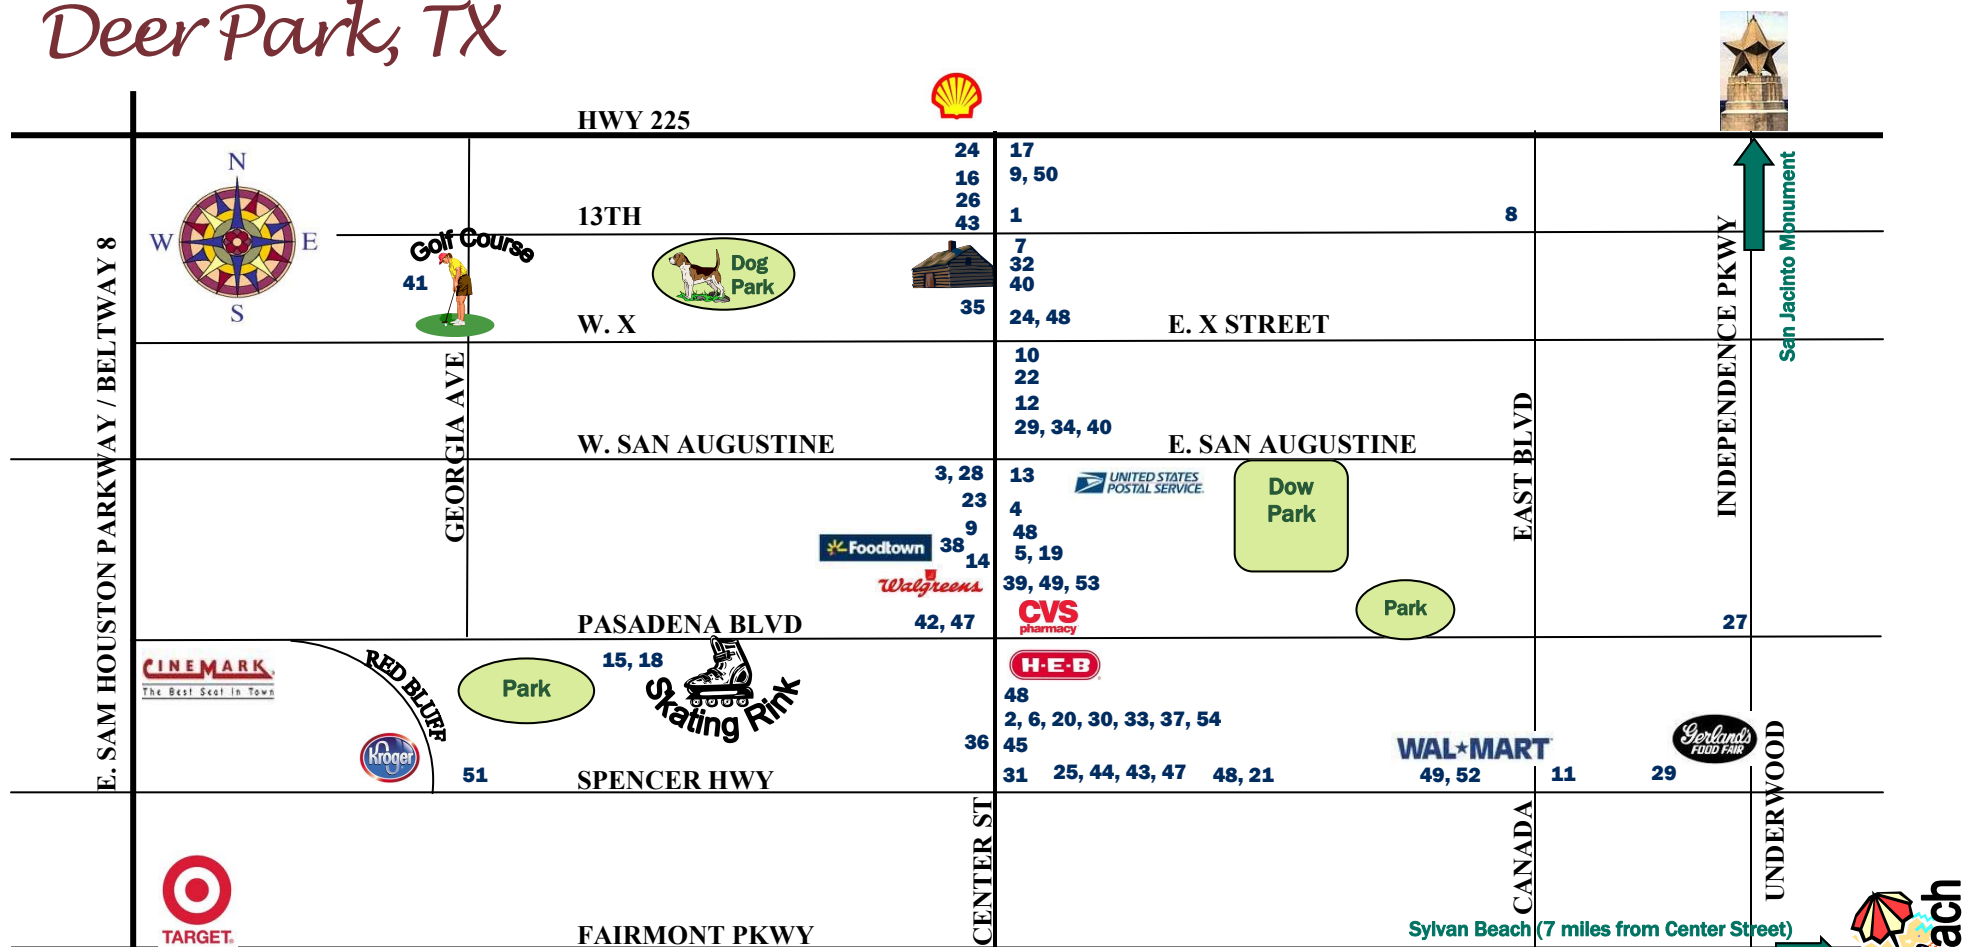 Deer Park, TX
HWY 225
N
W
E
S
24
16
26
43
17
9, 50
1
8
13TH
Golf Course
41
Dog
Park
35
7
32
40
24, 48
W. X
E. X STREET
San Jacinto Monument
INDEPENDENCE PKWY
E. SAM HOUSTON PARKWAY / BELTWAY 8
GEORGIA AVE
EAST BLVD
10
22
12
29, 34, 40
W. SAN AUGUSTINE
E. SAN AUGUSTINE
3, 28
23
9
38
14
Foodtown
Walgreens
42, 47
13
4
48
5, 19
39, 49, 53
UNITED STATES
POSTAL SERVICE
CVS
pharmacy
Dow
Park
Park
27
PASADENA BLVD
CINEMARK
The Best Seat In Town
RED BLUFF
Kroger
Park
15, 18
Skating Rink
51
36
H-E-B
48
2, 6, 20, 30, 33, 37, 54
45
31
25, 44, 43, 47
48, 21
WAL★MART
49, 52
11
29
Gerland's
FOOD FAIR
SPENCER HWY
CENTER ST
CANADA
UNDERWOOD
TARGET
FAIRMONT PKWY
Sylvan Beach (7 miles from Center Street)